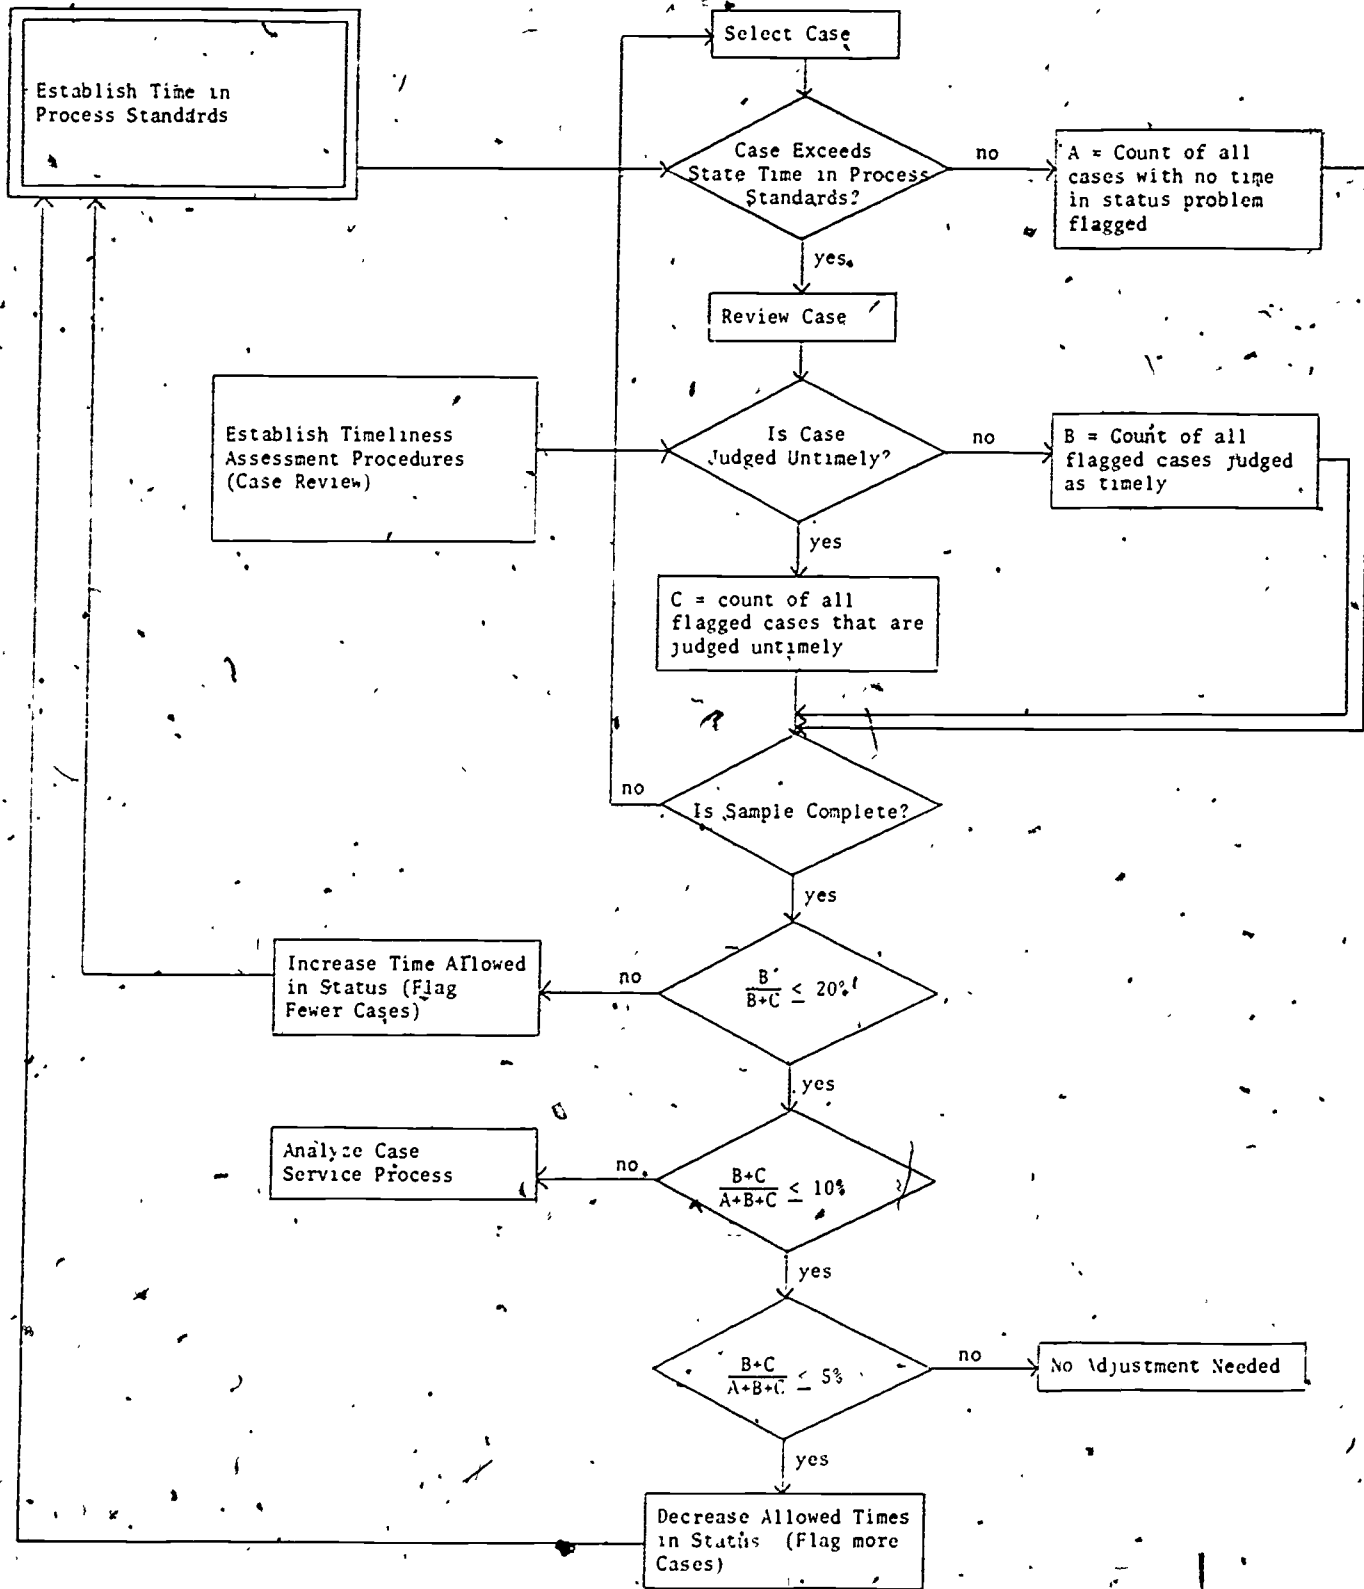 Select Case
Establish Time in
Process Standards
Case Exceeds
State Time in Process
Standards?
no
A = Count of all
cases with no time
in status problem
flagged
yes
Review Case
Establish Timeliness
Assessment Procedures
(Case Review)
Is Case
Judged Untimely?
no
B = Count of all
flagged cases judged
as timely
yes
C = count of all
flagged cases that are
judged untimely
no
Is Sample Complete?
yes
Increase Time Allowed
in Status (Flag
Fewer Cases)
no
B
B+C ≤ 20%
yes
Analyze Case
Service Process
no
B+C
A+B+C ≤ 10%
yes
B+C
A+B+C ≤ 5%
no
No Adjustment Needed
yes
Decrease Allowed Times
in Status (Flag more
Cases)